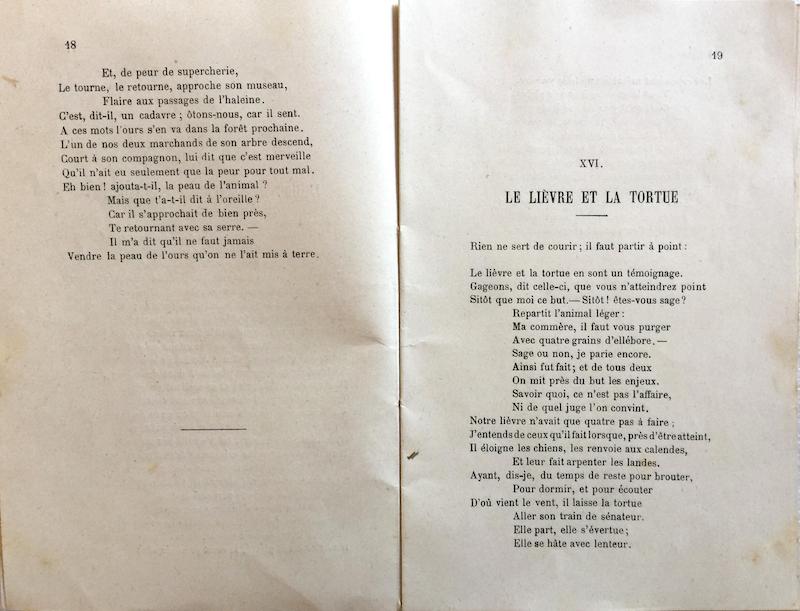 18
Et, de peur de supercherie,
Le tourne, le retourne, approche son museau,
Flaire aux passages de l'haleine.
C'est, dit-il, un cadavre ; ôtons-nous, car il sent.
A ces mots l'ours s'en va dans la forêt prochaine.
L'un de nos deux marchands de son arbre descend,
Court à son compagnon, lui dit que c'est merveille
Qu'il n'ait eu seulement que la peur pour tout mal.
Eh bien ! ajouta-t-il, la peau de l'animal ?
Mais que t'a-t-il dit à l'oreille ?
Car il s'approchait de bien près,
Te retournant avec sa serre. —
Il m'a dit qu'il ne faut jamais
Vendre la peau de l'ours qu'on ne l'ait mis à terre.
19
XVI.
LE LIÈVRE ET LA TORTUE
Rien ne sert de courir ; il faut partir à point :
Le lièvre et la tortue en sont un témoignage.
Gageons, dit celle-ci, que vous n'atteindrez point
Sitôt que moi ce but. — Sitôt ! êtes-vous sage ?
Repartit l'animal léger :
Ma commère, il faut vous purger
Avec quatre grains d'ellébore. —
Sage ou non, je parie encore.
Ainsi fut fait ; et de tous deux
On mit près du but les enjeux.
Savoir quoi, ce n'est pas l'affaire,
Ni de quel juge l'on convint.
Notre lièvre n'avait que quatre pas à faire ;
J'entends de ceux qu'il fait lorsque, près d'être atteint,
Il éloigne les chiens, les renvoie aux calendes,
Et leur fait arpenter les landes.
Ayant, dis-je, du temps de reste pour brouter,
Pour dormir, et pour écouter
D'où vient le vent, il laisse la tortue
Aller son train de sénateur.
Elle part, elle s'évertue ;
Elle se hâte avec lenteur.